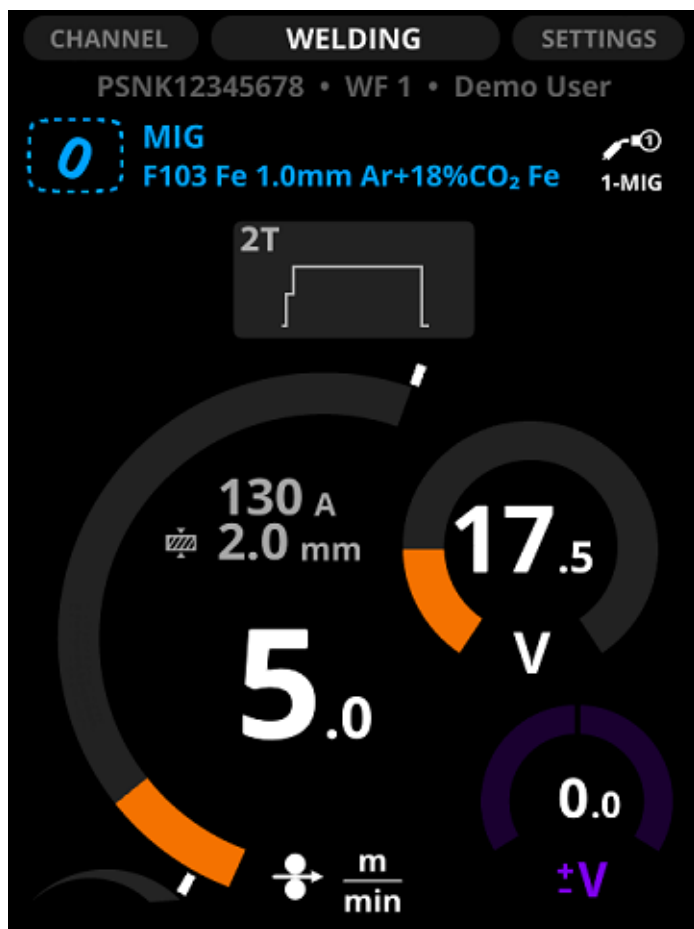 CHANNEL WELDING SETTINGS
PSNK12345678 • WF 1 • Demo User
0 MIG
F103 Fe 1.0mm Ar+18%CO₂ Fe
1
1-MIG
2T
130 A
2.0 mm
17.5
V
5.0
m
min
0.0
±V